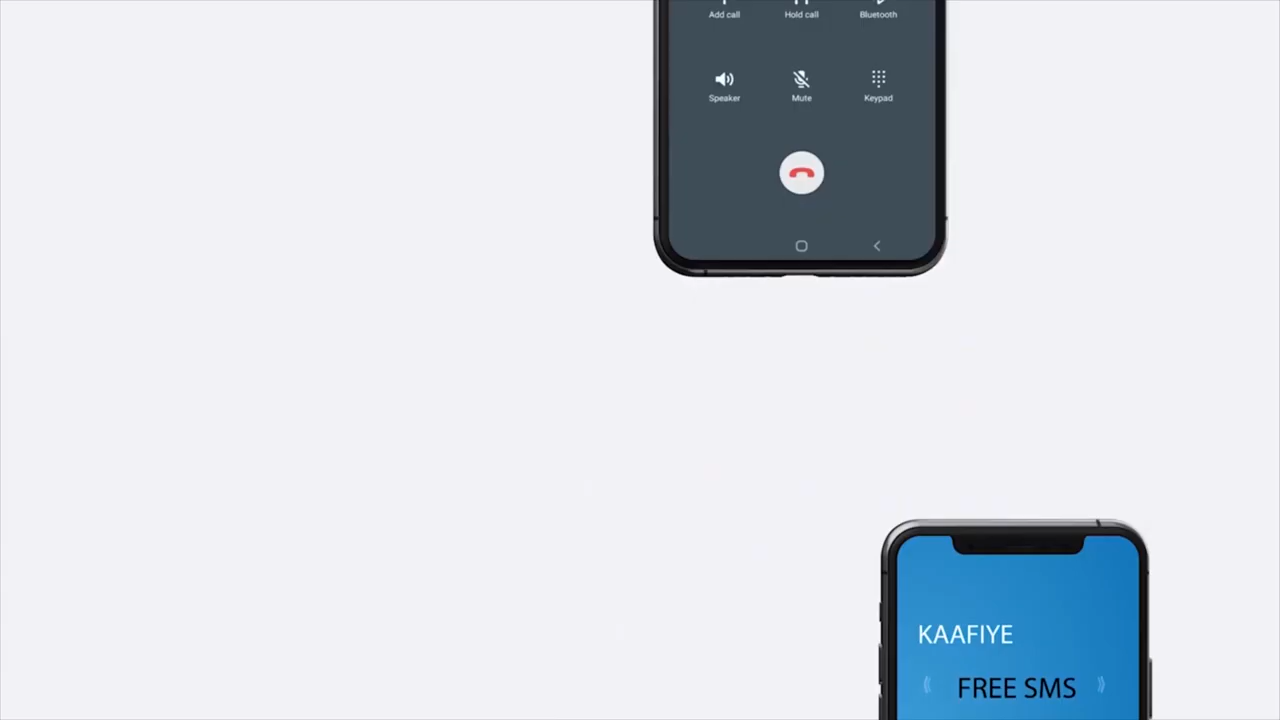 Add call Hold call Bluetooth
Speaker Mute Keypad
KAAFIYE
FREE SMS